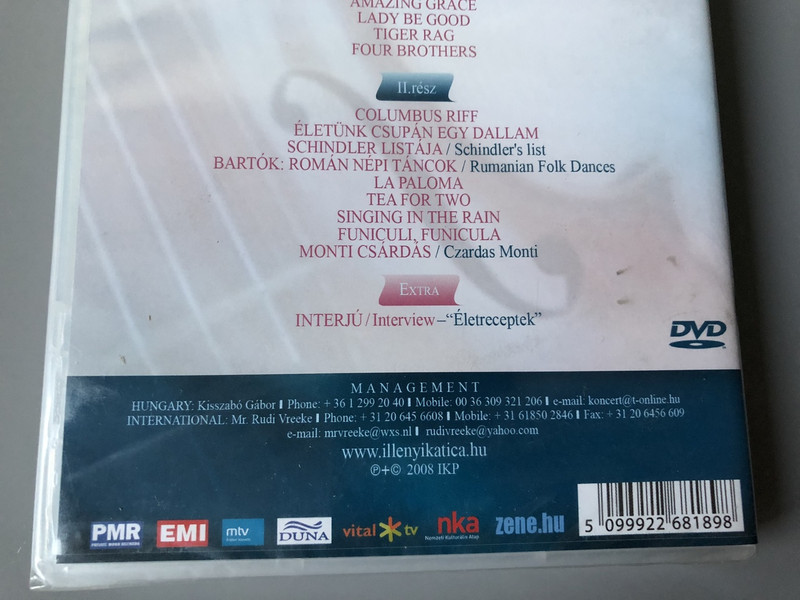 AMAZING GRACE
LADY BE GOOD
TIGER RAG
FOUR BROTHERS
II.rész
COLUMBUS RIFF
ÉLETÜNK CSUPÁN EGY DALLAM
SCHINDLER LISTÁJA / Schindler's list
BARTÓK: ROMÁN NÉPI TÁNCOK / Rumanian Folk Dances
LA PALOMA
TEA FOR TWO
SINGING IN THE RAIN
FUNICULI, FUNICULA
MONTI CSÁRDÁS / Czardas Monti
EXTRA
INTERJÚ / Interview–“Életreceptek”
DVD
MANAGEMENT
HUNGARY: Kisszabó Gábor I Phone: + 36 1 299 20 40 I Mobile: 00 36 309 321 206 I e-mail: koncert@t-online.hu
INTERNATIONAL: Mr. Rudi Vreeke I Phone: + 31 20 645 6608 I Mobile: + 31 61850 2846 I Fax: + 31 20 6456 609
e-mail: mrvreeke@wxs.nl I rudivreeke@yahoo.com
www.illenyikatica.hu
℗+© 2008 IKP
PMR EMI mtv DUNA vital tv nka zene.hu
Nemzeti Kulturális Alap
5 099922 681898